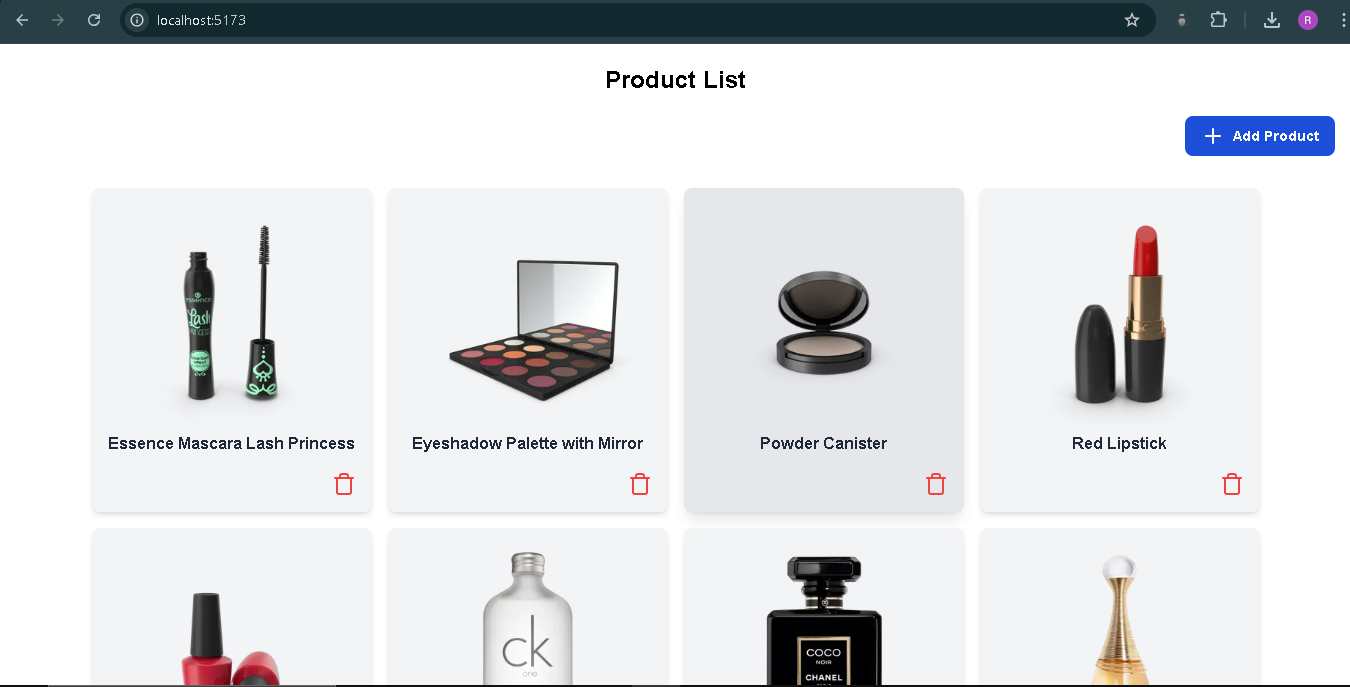 localhost:5173
R
Product List
Add Product
essence
Lash
PRINCESS
Essence Mascara Lash Princess
Eyeshadow Palette with Mirror
Powder Canister
Red Lipstick
ck
one
COCO
NOIR
CHANEL